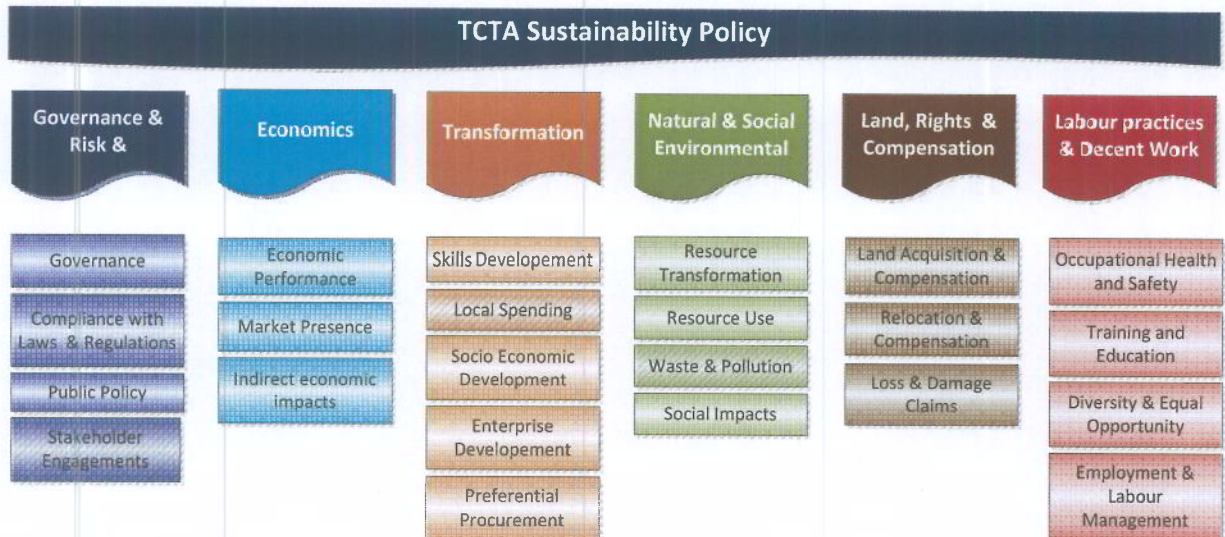 TCTA Sustainability Policy
Governance &
Risk &
Economics
Transformation
Natural & Social
Environmental
Land, Rights &
Compensation
Labour practices
& Decent Work
Governance
Compliance with
Laws & Regulations
Public Policy
Stakeholder
Engagements
Economic
Performance
Market Presence
Indirect economic
impacts
Skills Developement
Local Spending
Socio Economic
Development
Enterprise
Developement
Preferential
Procurement
Resource
Transformation
Resource Use
Waste & Pollution
Social Impacts
Land Acquisition &
Compensation
Relocation &
Compensation
Loss & Damage
Claims
Occupational Health
and Safety
Training and
Education
Diversity & Equal
Opportunity
Employment &
Labour
Management